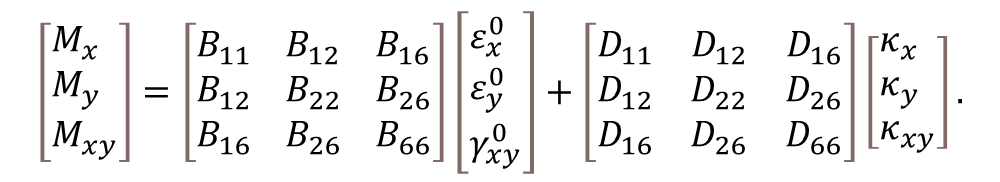 [M_x M_y M_xy] = [B_11 B_12 B_16; B_12 B_22 B_26; B_16 B_26 B_66] [ε_x^0 ε_y^0 γ_xy^0] + [D_11 D_12 D_16; D_12 D_22 D_26; D_16 D_26 D_66] [κ_x κ_y κ_xy].